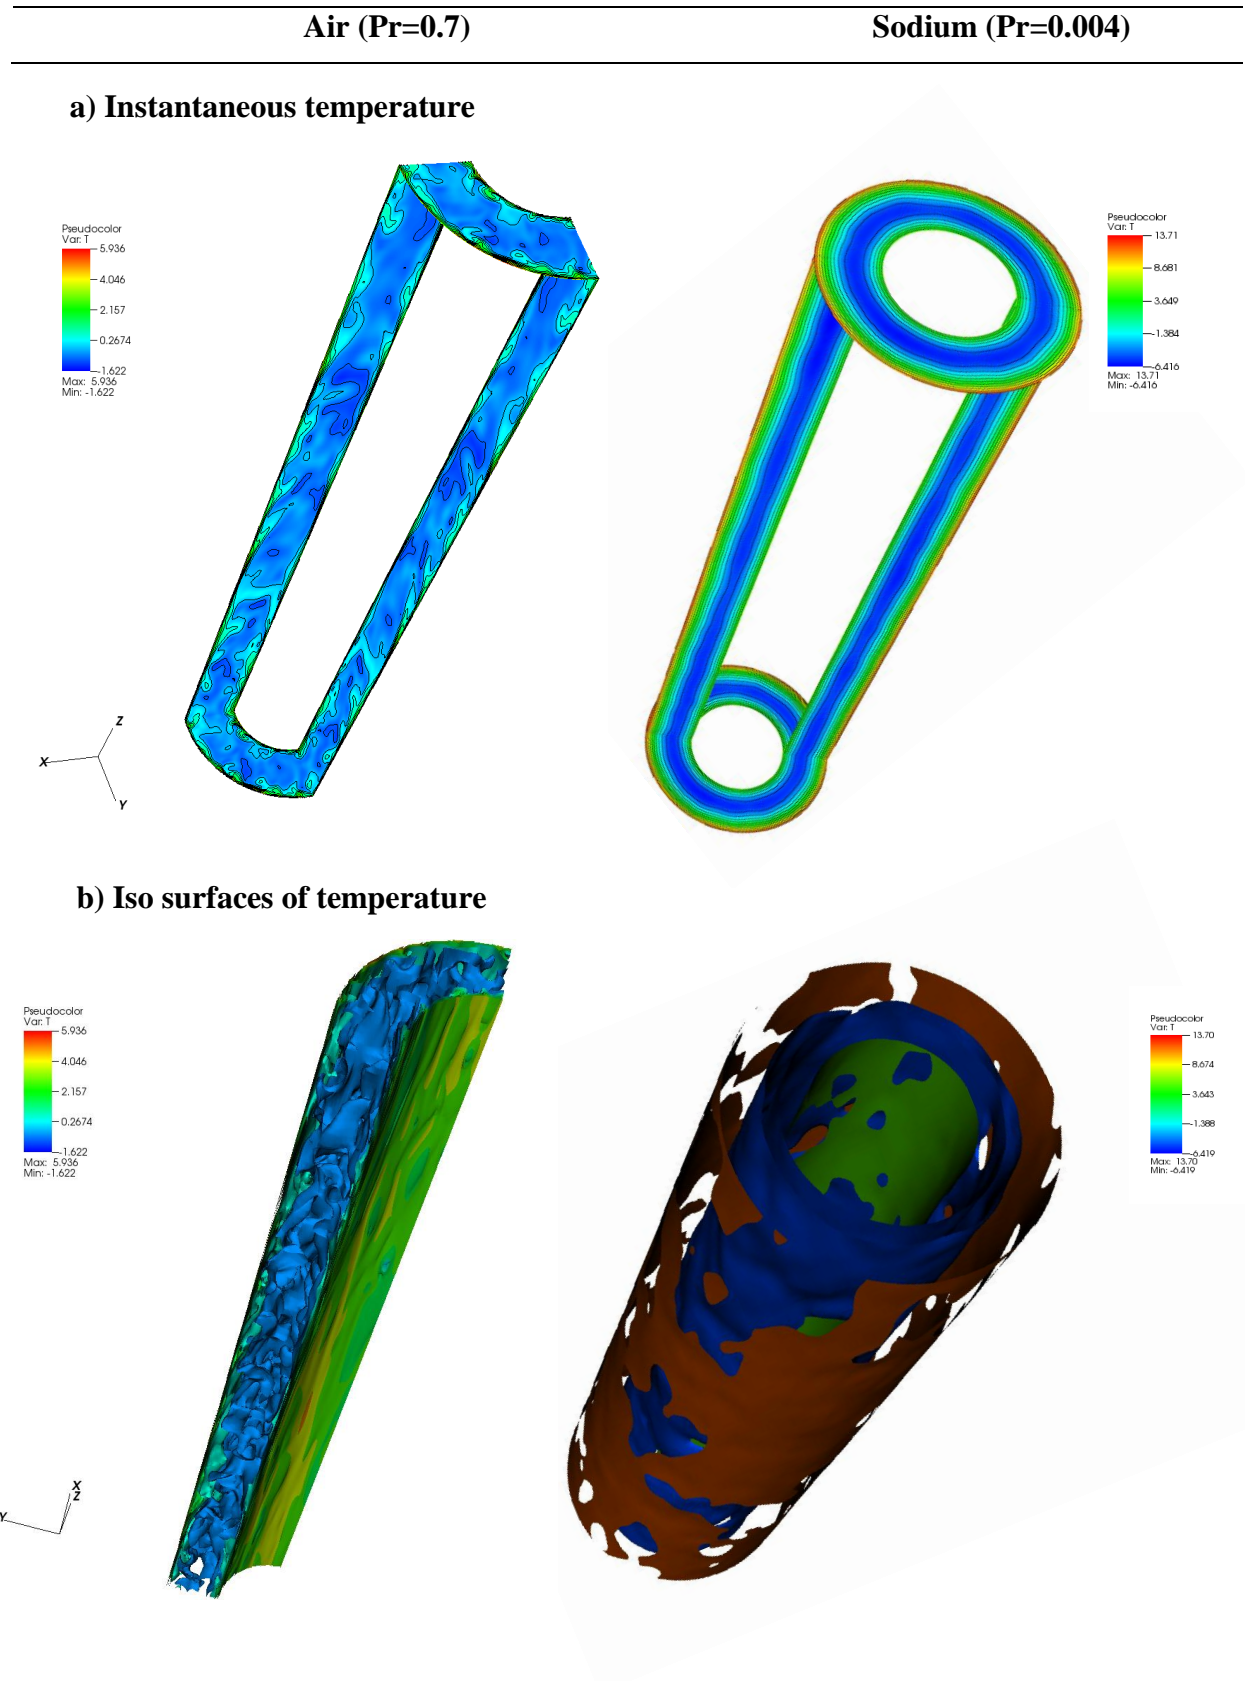 Air (Pr=0.7) Sodium (Pr=0.004)
a) Instantaneous temperature
Pseudocolor
Var: T
5.936
4.046
2.157
0.2674
-1.622
Max: 5.936
Min: -1.622
Pseudocolor
Var: T
13.71
8.681
3.649
-1.384
-6.416
Max: 13.71
Min: -6.416
Z
X
Y
b) Iso surfaces of temperature
Pseudocolor
Var: T
5.936
4.046
2.157
0.2674
-1.622
Max: 5.936
Min: -1.622
Pseudocolor
Var: T
13.70
8.674
3.643
-1.388
-6.419
Max: 13.70
Min: -6.419
X
Z
Y